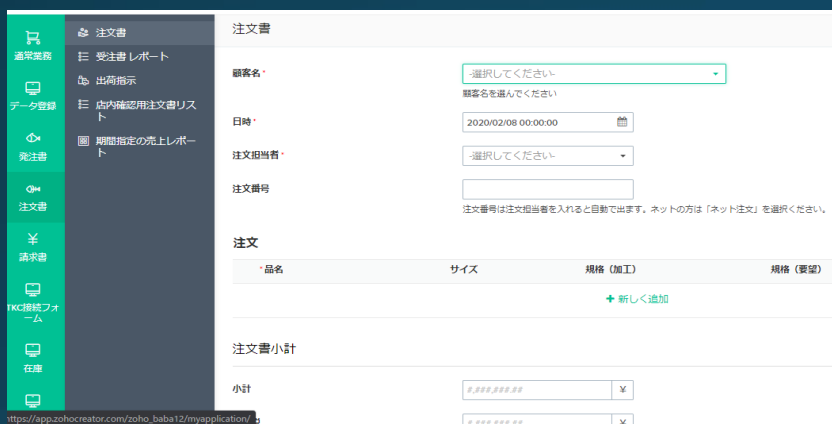 通常業務
データ登録
発注書
注文書
請求書
TKC接続フォ
ーム
在庫
注文書
受注書 レポート
出荷指示
店内確認用注文書リス
ト
期間指定の売上レポー
ト
注文書
顧客名*
-選択してください-
顧客名を選んでください
日時*
2020/02/08 00:00:00
注文担当者*
-選択してください-
注文番号
注文番号は注文担当者を入れると自動で出ます。ネットの方は「ネット注文」を選択ください。
注文
*品名 サイズ 規格（加工） 規格（要望）
+ 新しく追加
注文書小計
小計
#,###,###.## ¥
#,###,###.## ¥
https://app.zohocreator.com/zoho_baba12/myapplication/